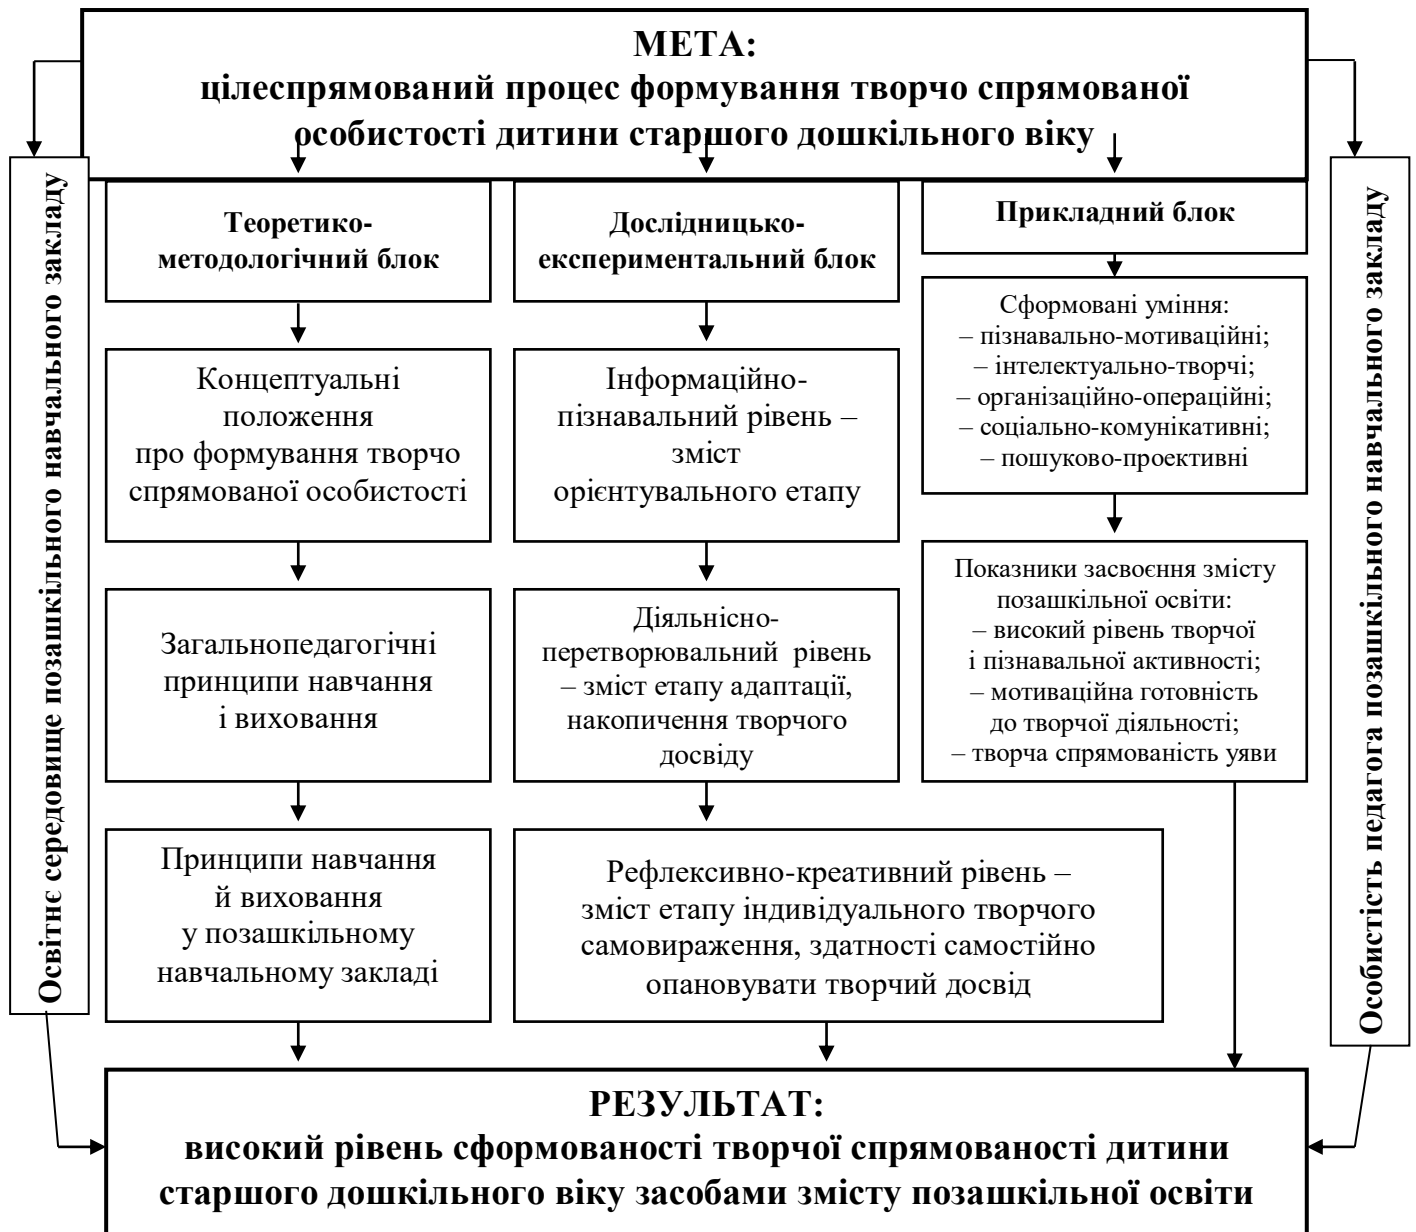 МЕТА:
цілеспрямований процес формування творчо спрямованої
особистості дитини старшого дошкільного віку
Освітнє середовище позашкільного навчального закладу
Теоретико-
методологічний блок
Концептуальні
положення
про формування творчо
спрямованої особистості
Загальнопедагогічні
принципи навчання
і виховання
Принципи навчання
й виховання
у позашкільному
навчальному закладі
Дослідницько-
експериментальний блок
Інформаційно-
пізнавальний рівень –
зміст
орієнтувального етапу
Діяльнісно-
перетворювальний рівень
– зміст етапу адаптації,
накопичення творчого
досвіду
Рефлексивно-креативний рівень –
зміст етапу індивідуального творчого
самовираження, здатності самостійно
опановувати творчий досвід
Прикладний блок
Сформовані уміння:
– пізнавально-мотиваційні;
– інтелектуально-творчі;
– організаційно-операційні;
– соціально-комунікативні;
– пошуково-проективні
Показники засвоєння змісту
позашкільної освіти:
– високий рівень творчої
і пізнавальної активності;
– мотиваційна готовність
до творчої діяльності;
– творча спрямованість уяви
Особистість педагога позашкільного навчального закладу
РЕЗУЛЬТАТ:
високий рівень сформованості творчої спрямованості дитини
старшого дошкільного віку засобами змісту позашкільної освіти